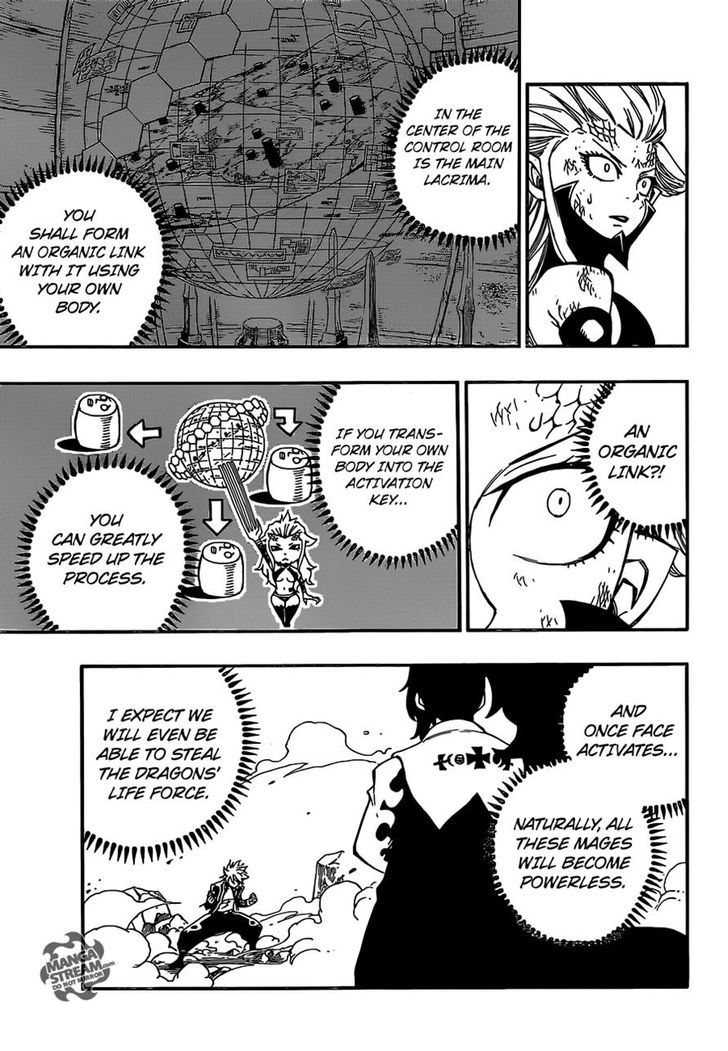 IN THE
CENTER OF THE
CONTROL ROOM
IS THE MAIN
LACRIMA.
YOU
SHALL FORM
AN ORGANIC LINK
WITH IT USING
YOUR OWN
BODY.
AN
ORGANIC
LINK?!
IF YOU TRANS-
FORM YOUR OWN
BODY INTO THE
ACTIVATION
KEY...
YOU
CAN GREATLY
SPEED UP THE
PROCESS.
AND
ONCE FACE
ACTIVATES...
NATURALLY, ALL
THESE MAGES
WILL BECOME
POWERLESS.
I EXPECT WE
WILL EVEN BE
ABLE TO STEAL
THE DRAGONS'
LIFE FORCE.
MANGA
STREAM.com
DO NOT MIRROR